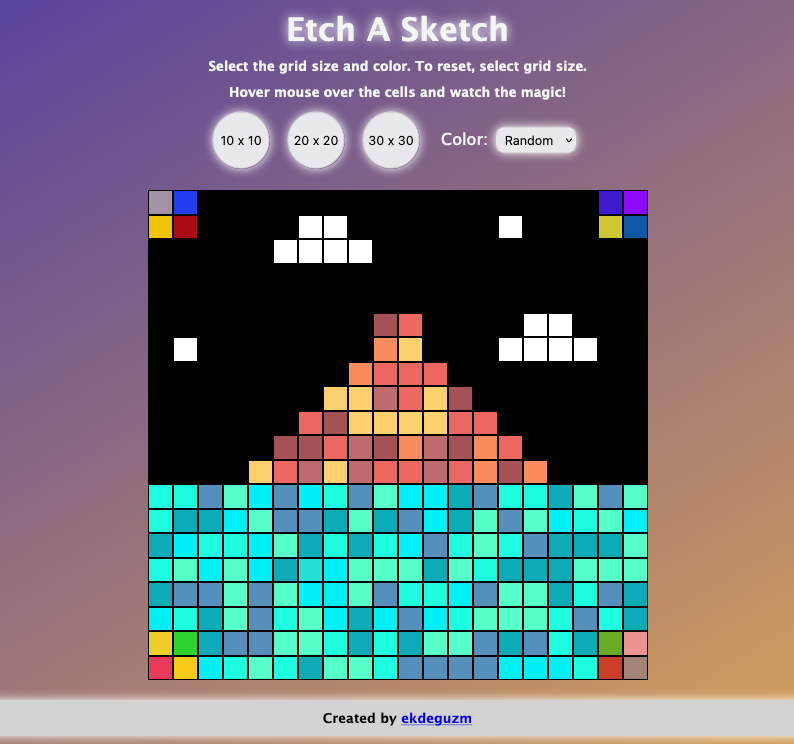 Etch A Sketch
Select the grid size and color. To reset, select grid size.
Hover mouse over the cells and watch the magic!
10 x 10 20 x 20 30 x 30 Color: Random
Created by ekdeguzm